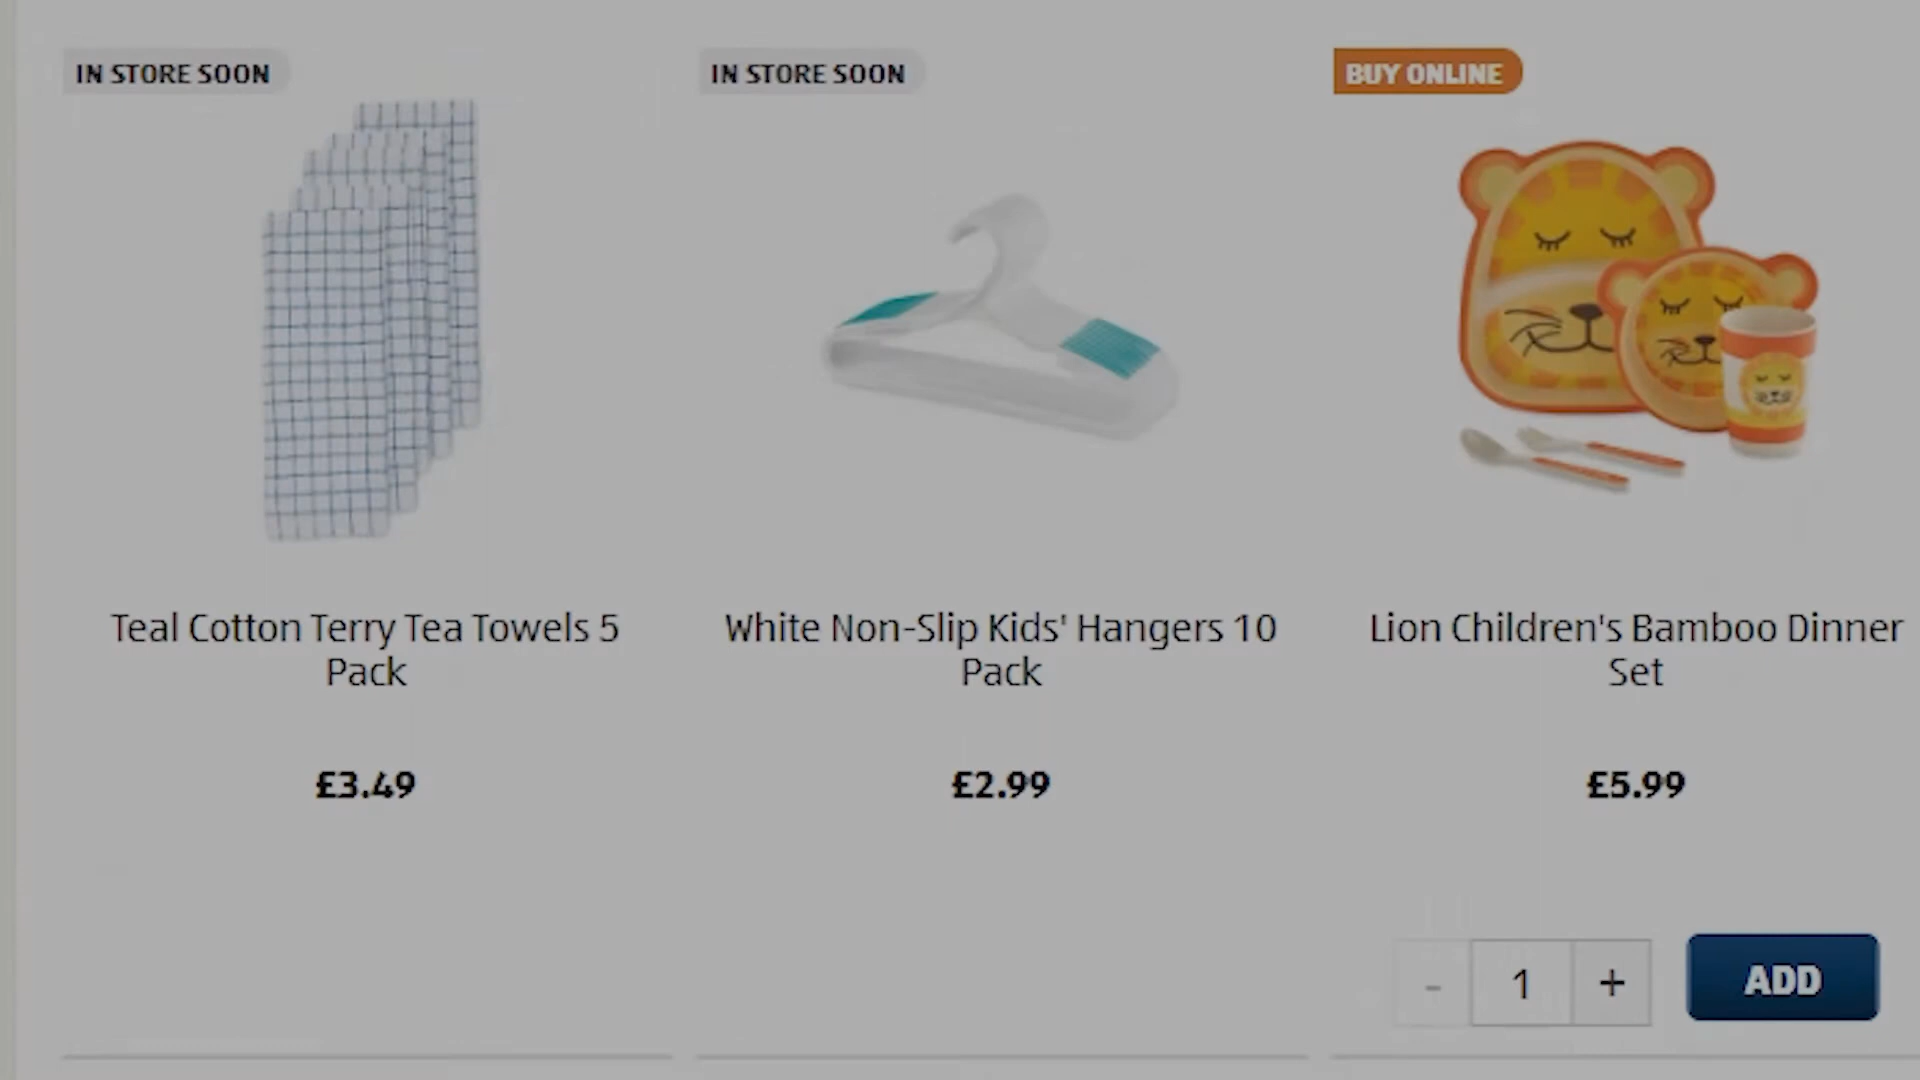 IN STORE SOON
IN STORE SOON
BUY ONLINE
Teal Cotton Terry Tea Towels 5
Pack
White Non-Slip Kids' Hangers 10
Pack
Lion Children's Bamboo Dinner
Set
£3.49
£2.99
£5.99
- 1 +
ADD